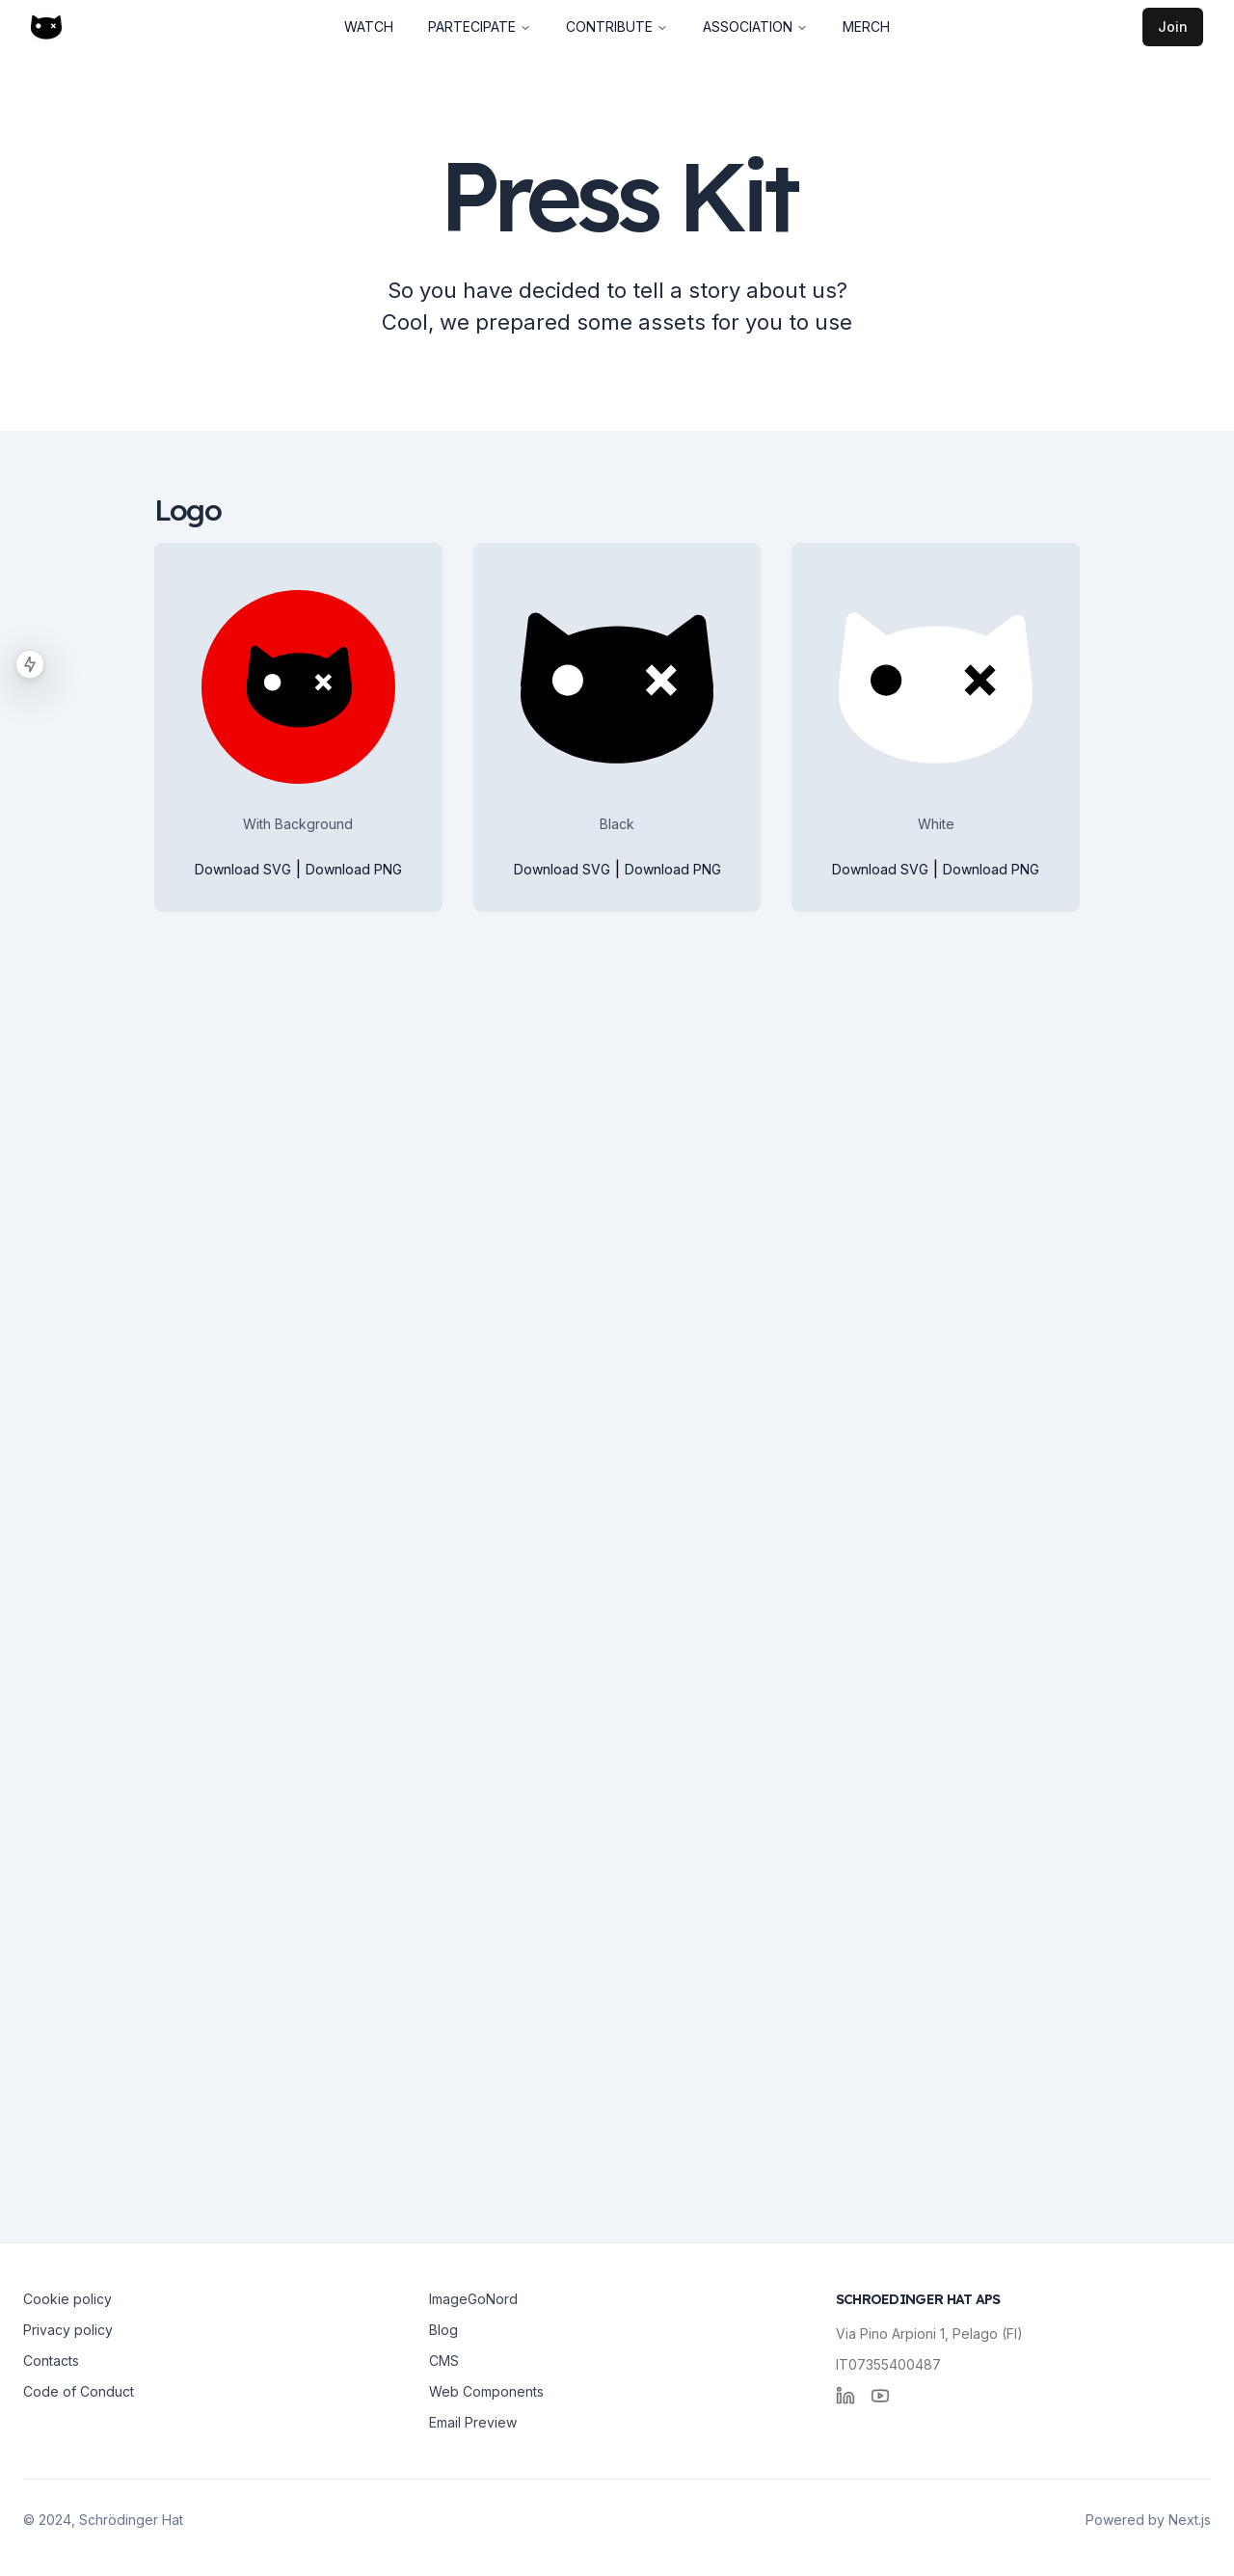 WATCH
PARTECIPATE
CONTRIBUTE
ASSOCIATION
MERCH
Join
Press Kit
So you have decided to tell a story about us?
Cool, we prepared some assets for you to use
Logo
With Background
Download SVG | Download PNG
Black
Download SVG | Download PNG
White
Download SVG | Download PNG
Cookie policy
Privacy policy
Contacts
Code of Conduct
ImageGoNord
Blog
CMS
Web Components
Email Preview
SCHROEDINGER HAT APS
Via Pino Arpioni 1, Pelago (FI)
IT07355400487
© 2024, Schrödinger Hat
Powered by Next.js